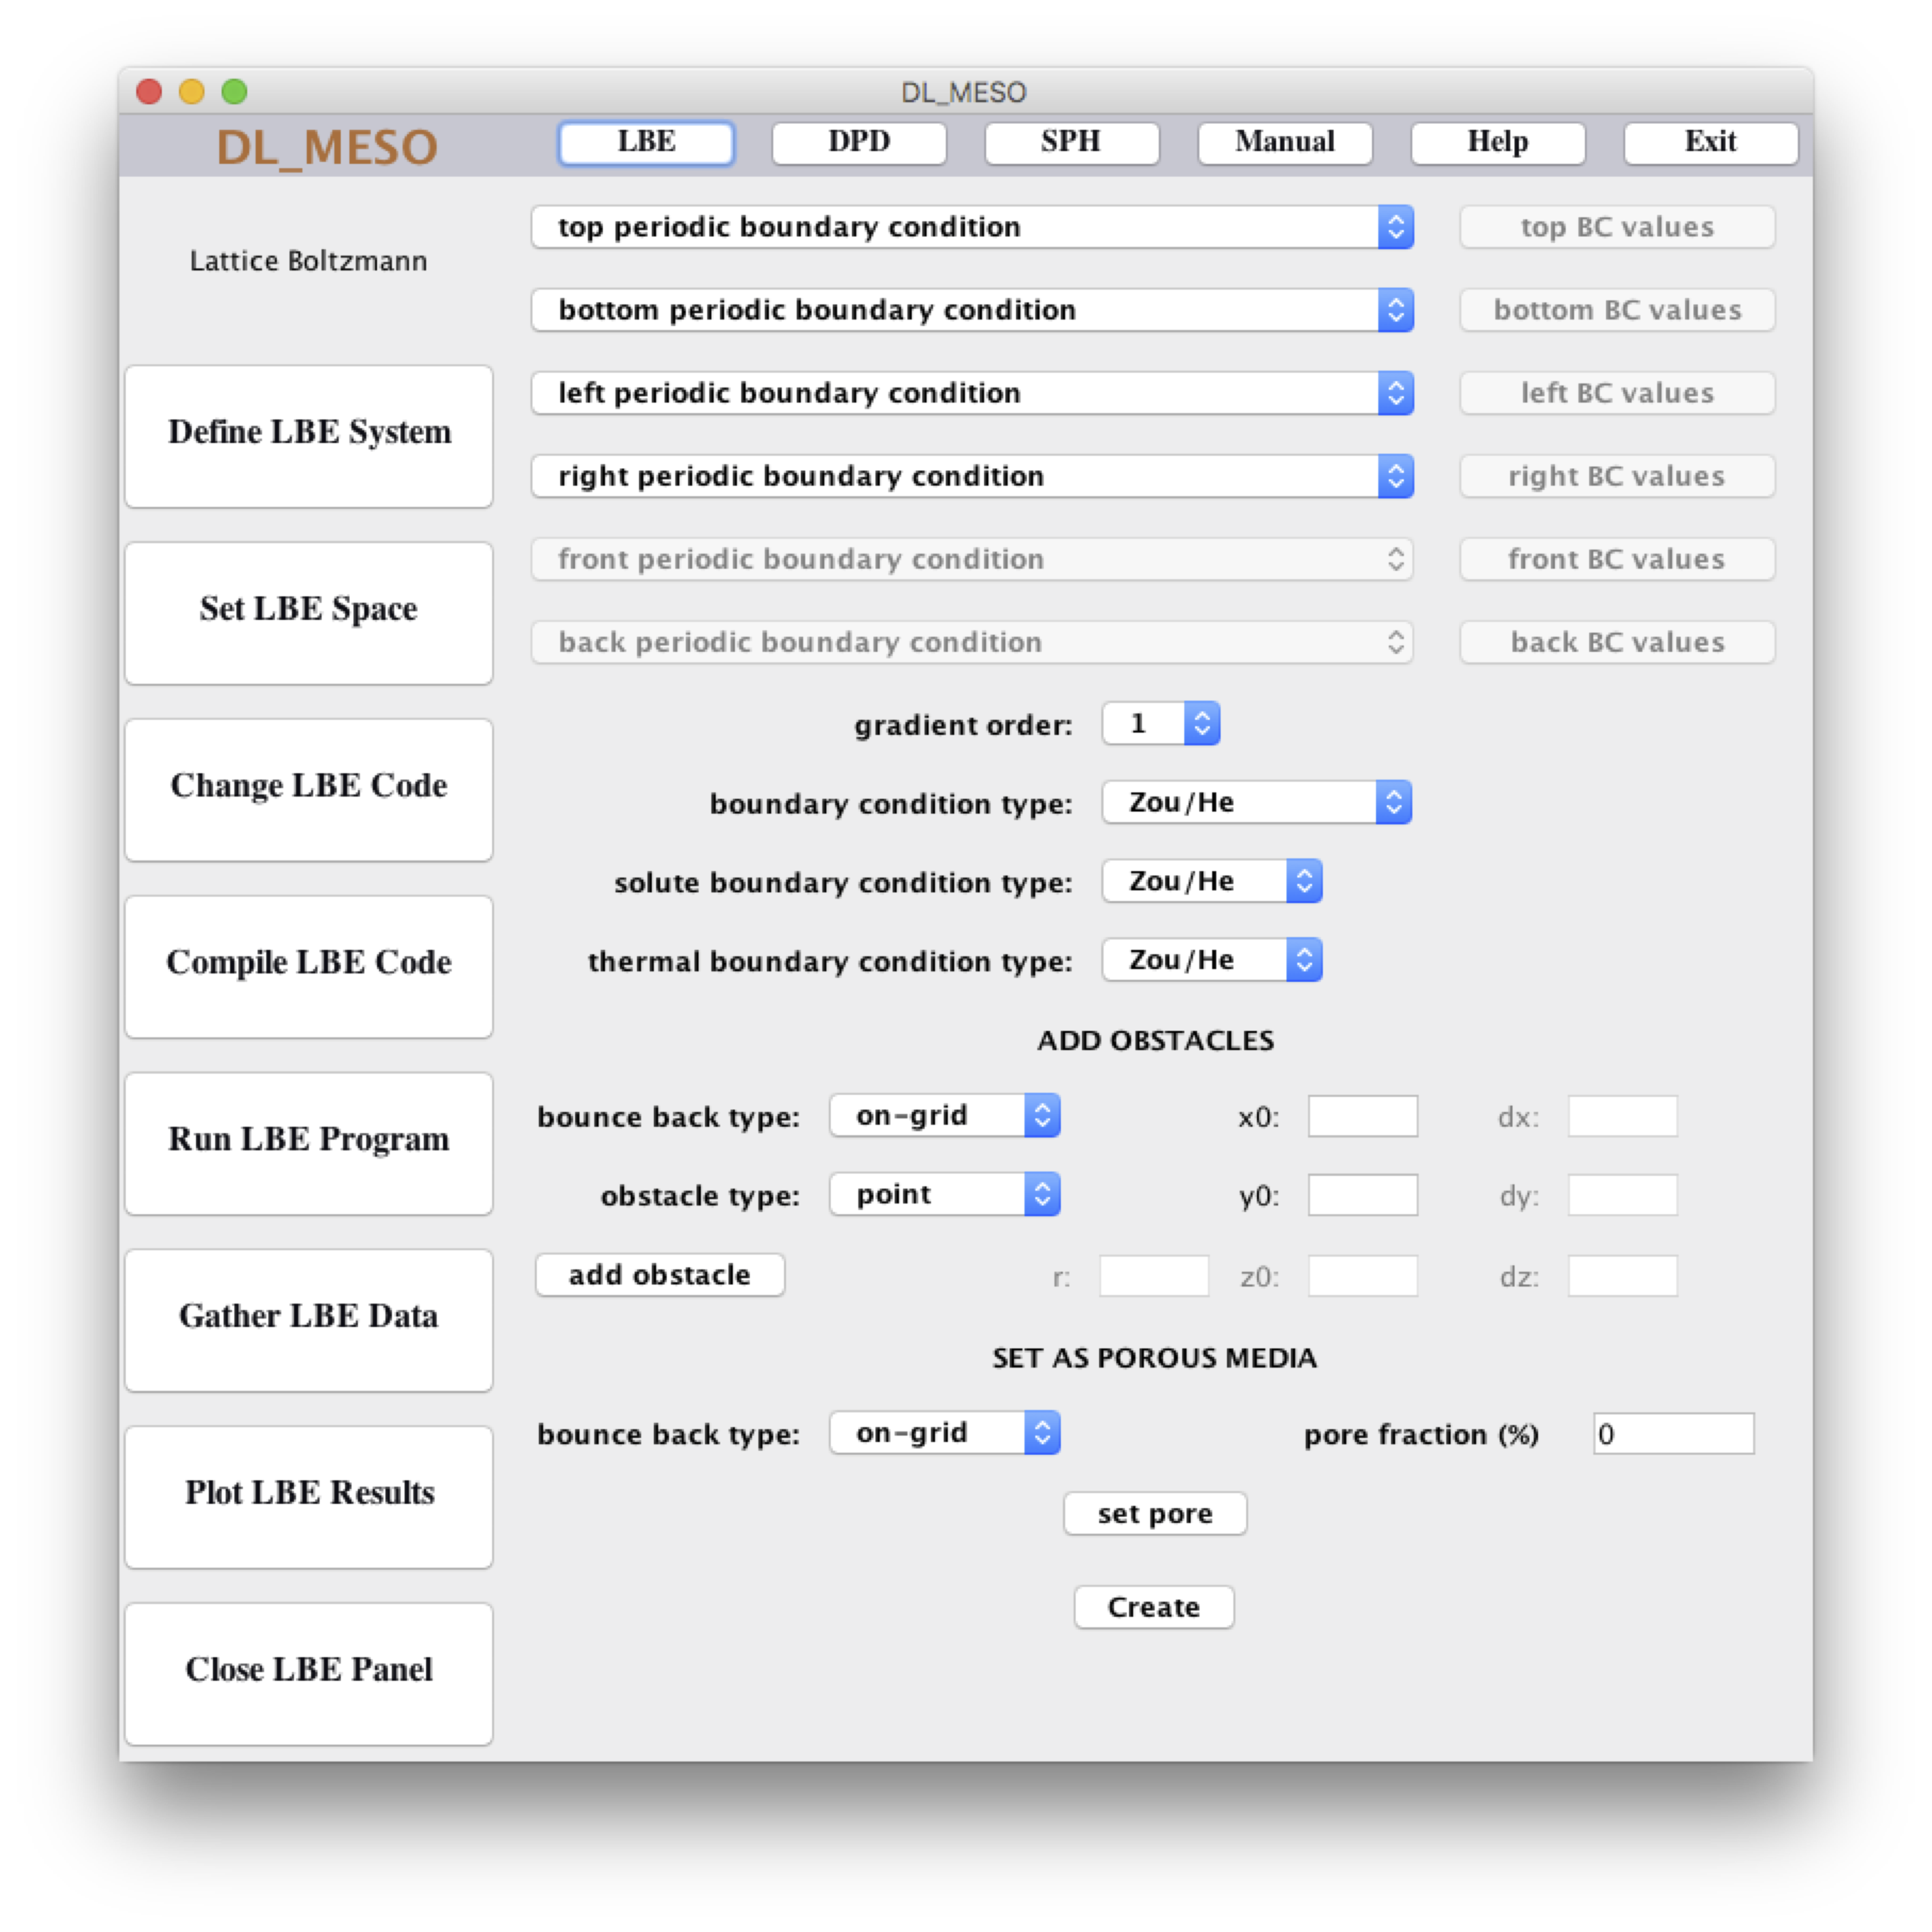 DL_MESO
DL_MESO LBE DPD SPH Manual Help Exit
Lattice Boltzmann
Define LBE System
Set LBE Space
Change LBE Code
Compile LBE Code
Run LBE Program
Gather LBE Data
Plot LBE Results
Close LBE Panel
top periodic boundary condition top BC values
bottom periodic boundary condition bottom BC values
left periodic boundary condition left BC values
right periodic boundary condition right BC values
front periodic boundary condition front BC values
back periodic boundary condition back BC values
gradient order: 1
boundary condition type: Zou/He
solute boundary condition type: Zou/He
thermal boundary condition type: Zou/He
ADD OBSTACLES
bounce back type: on-grid x0: dx:
obstacle type: point y0: dy:
add obstacle r: z0: dz:
SET AS POROUS MEDIA
bounce back type: on-grid pore fraction (%) 0
set pore
Create